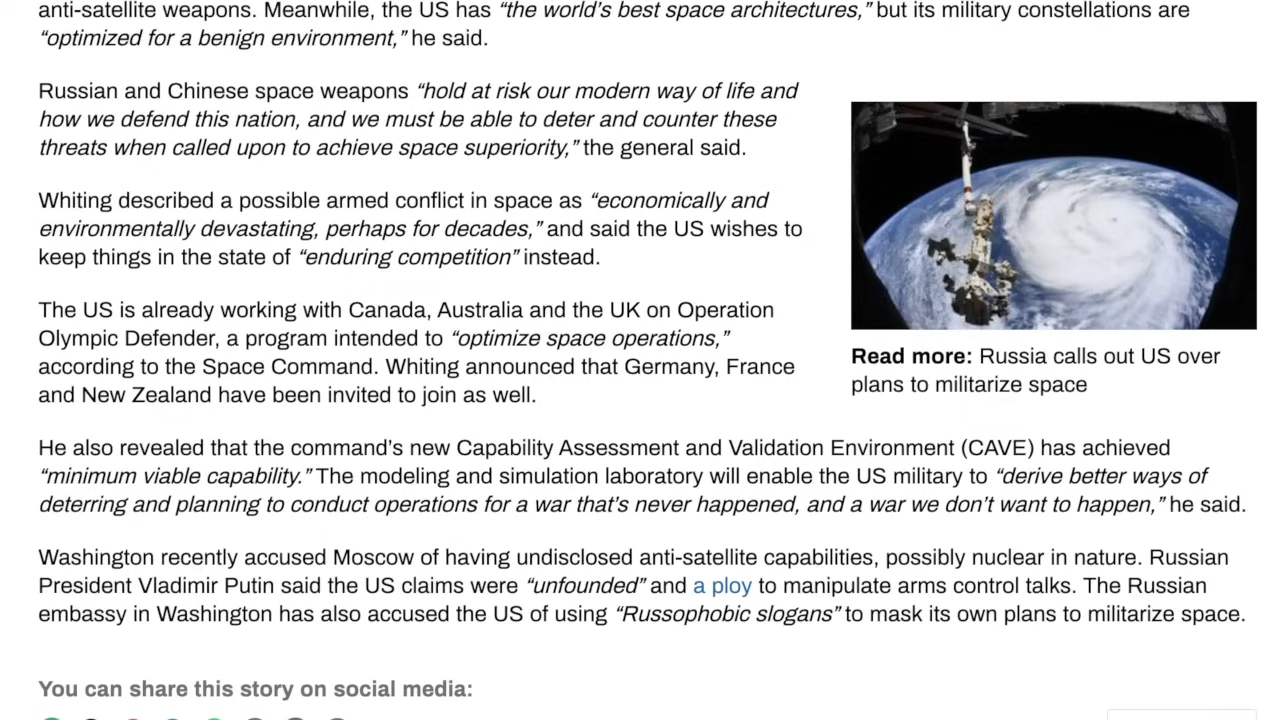 anti-satellite weapons. Meanwhile, the US has “the world’s best space architectures,” but its military constellations are
“optimized for a benign environment,” he said.
Russian and Chinese space weapons “hold at risk our modern way of life and
how we defend this nation, and we must be able to deter and counter these
threats when called upon to achieve space superiority,” the general said.
Whiting described a possible armed conflict in space as “economically and
environmentally devastating, perhaps for decades,” and said the US wishes to
keep things in the state of “enduring competition” instead.
The US is already working with Canada, Australia and the UK on Operation
Olympic Defender, a program intended to “optimize space operations,”
according to the Space Command. Whiting announced that Germany, France
and New Zealand have been invited to join as well.
Read more: Russia calls out US over
plans to militarize space
He also revealed that the command’s new Capability Assessment and Validation Environment (CAVE) has achieved
“minimum viable capability.” The modeling and simulation laboratory will enable the US military to “derive better ways of
deterring and planning to conduct operations for a war that’s never happened, and a war we don’t want to happen,” he said.
Washington recently accused Moscow of having undisclosed anti-satellite capabilities, possibly nuclear in nature. Russian
President Vladimir Putin said the US claims were “unfounded” and a ploy to manipulate arms control talks. The Russian
embassy in Washington has also accused the US of using “Russophobic slogans” to mask its own plans to militarize space.
You can share this story on social media: